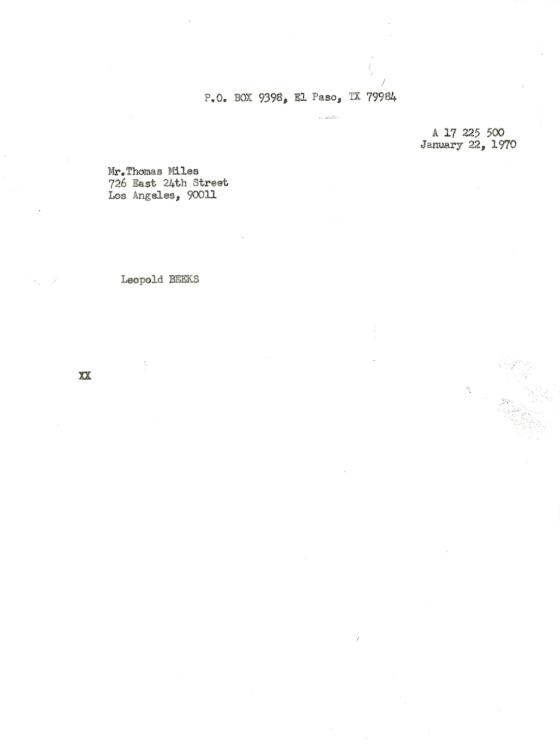 P.O. BOX 9398, El Paso, TX 79984
A 17 225 500
January 22, 1970
Mr.Thomas Miles
726 East 24th Street
Los Angeles, 90011
Leopold BEEKS
XX